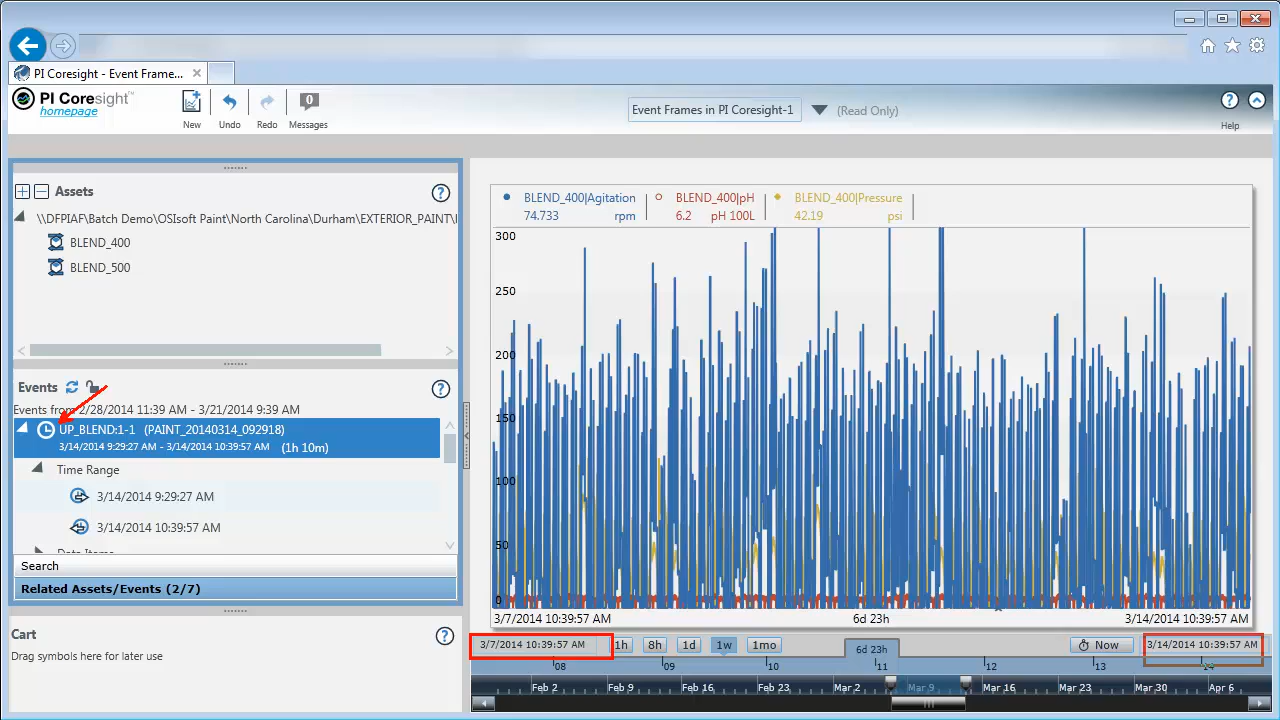 PI Coresight - Event Frame...
PI Coresight™
homepage
New
Undo
Redo
0
Messages
Event Frames in PI Coresight-1
(Read Only)
Help
Assets
\\DFPIAF\Batch Demo\OSIsoft Paint\North Carolina\Durham\EXTERIOR_PAINT\
BLEND_400
BLEND_500
Events
Events from 2/28/2014 11:39 AM - 3/21/2014 9:39 AM
UP_BLEND:1-1 (PAINT_20140314_092918)
3/14/2014 9:29:27 AM - 3/14/2014 10:39:57 AM (1h 10m)
Time Range
3/14/2014 9:29:27 AM
3/14/2014 10:39:57 AM
Data Items
Search
Related Assets/Events (2/7)
Cart
Drag symbols here for later use
BLEND_400|Agitation
74.733 rpm
BLEND_400|pH
6.2 pH 100L
BLEND_400|Pressure
42.19 psi
300
250
200
150
100
50
0
3/7/2014 10:39:57 AM 6d 23h 3/14/2014 10:39:57 AM
3/7/2014 10:39:57 AM 1h 8h 1d 1w 1mo 6d 23h Now 3/14/2014 10:39:57 AM
08 09 10 11 12 13 14
Feb 2 Feb 9 Feb 16 Feb 23 Mar 2 Mar 9 Mar 16 Mar 23 Mar 30 Apr 6